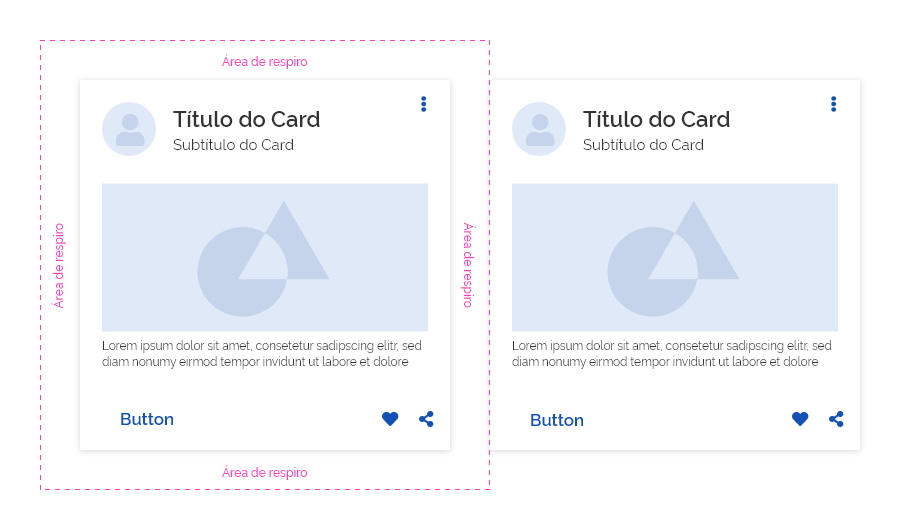 Área de respiro
Área de respiro
Título do Card
Subtítulo do Card
Lorem ipsum dolor sit amet, consetetur sadipscing elitr, sed
diam nonumy eirmod tempor invidunt ut labore et dolore
Button
Área de respiro
Área de respiro
Título do Card
Subtítulo do Card
Lorem ipsum dolor sit amet, consetetur sadipscing elitr, sed
diam nonumy eirmod tempor invidunt ut labore et dolore
Button